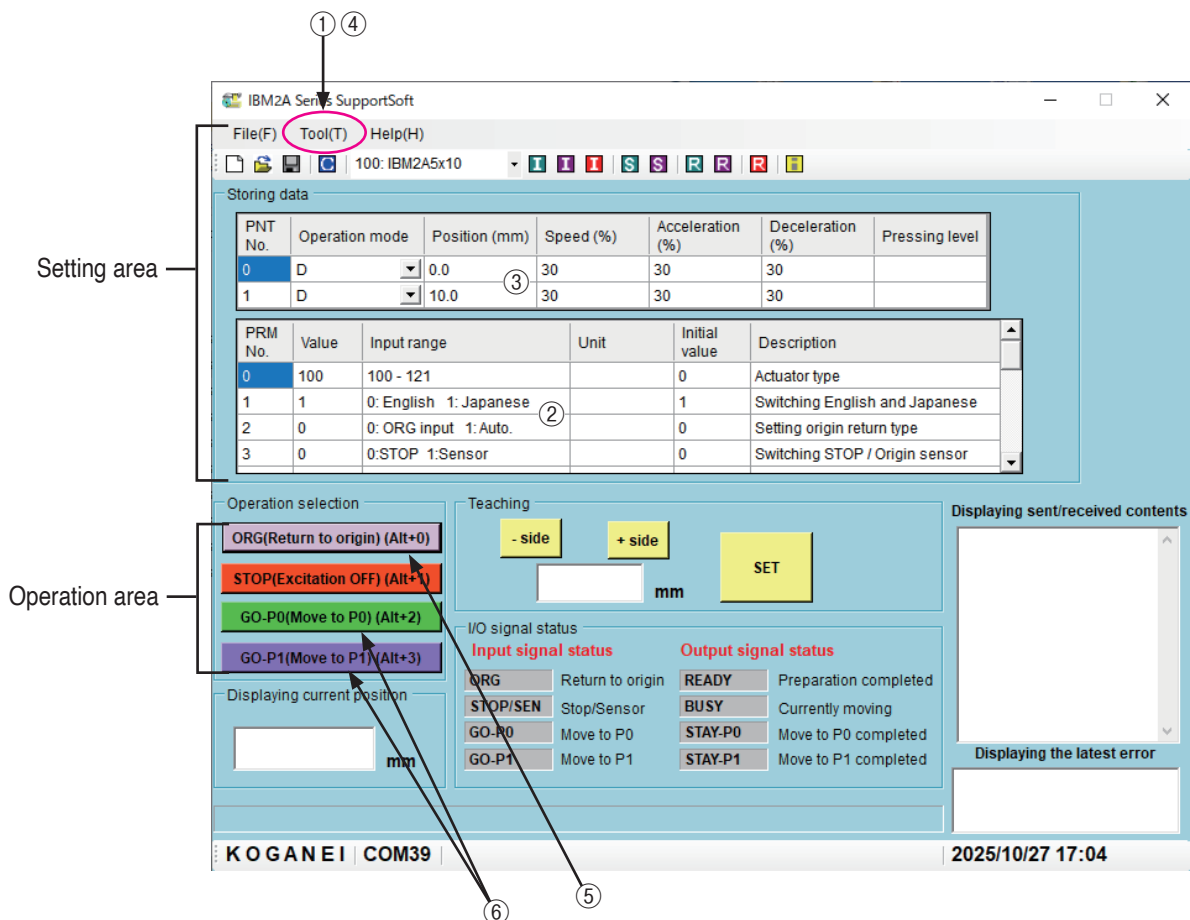 ① ④
IBM2A Series SupportSoft
File(F) Tool(T) Help(H)
100: IBM2A5x10 I I I S S R R R
Storing data
PNT No. Operation mode Position (mm) Speed (%) Acceleration (%) Deceleration (%) Pressing level
0 D 0.0 30 30 30
③
1 D 10.0 30 30 30
Setting area
PRM No. Value Input range Unit Initial value Description
0 100 100 - 121 0 Actuator type
1 1 0: English 1: Japanese 1 Switching English and Japanese
②
2 0 0: ORG input 1: Auto. 0 Setting origin return type
3 0 0:STOP 1:Sensor 0 Switching STOP / Origin sensor
Operation area
Operation selection
ORG(Return to origin) (Alt+0)
STOP(Excitation OFF) (Alt+1)
GO-P0(Move to P0) (Alt+2)
GO-P1(Move to P1) (Alt+3)
Displaying current position
mm
Teaching
- side + side
mm
SET
I/O signal status
Input signal status Output signal status
ORG Return to origin READY Preparation completed
STOP/SEN Stop/Sensor BUSY Currently moving
GO-P0 Move to P0 STAY-P0 Move to P0 completed
GO-P1 Move to P1 STAY-P1 Move to P1 completed
Displaying sent/received contents
Displaying the latest error
KOGANEI COM39 2025/10/27 17:04
⑤
⑥